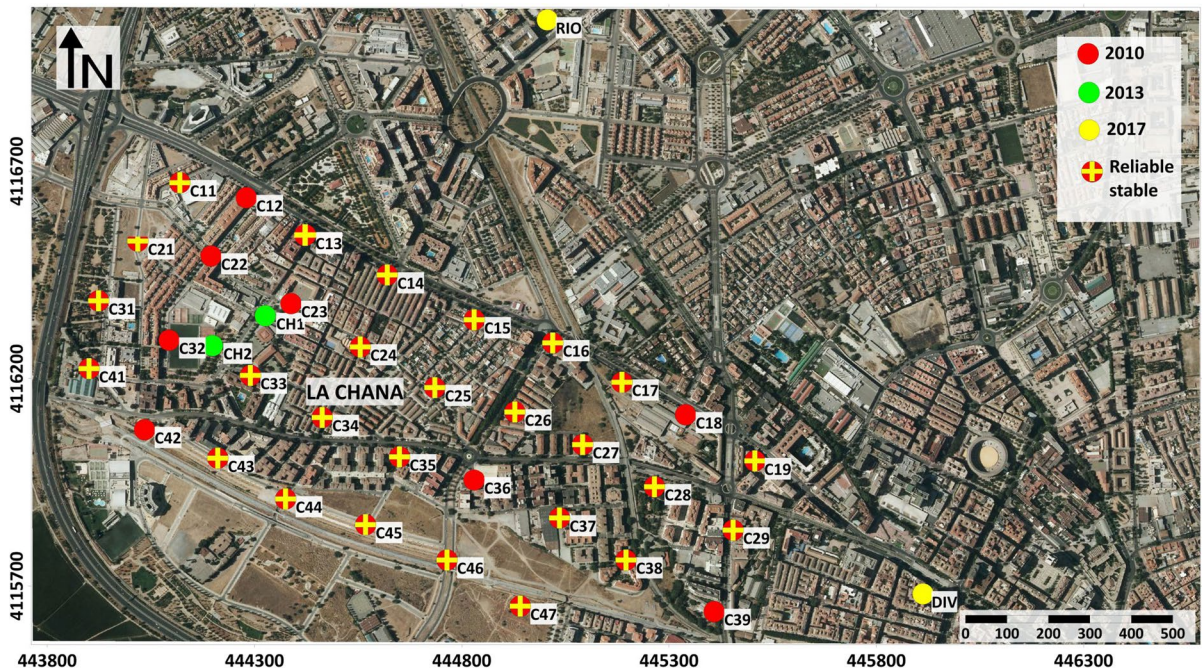 RIO
N
2010
2013
2017
Reliable
stable
4116700
4116200
4115700
C11
C12
C13
C21
C22
C14
C31
C23
CH1
C15
C32
CH2
C24
C16
C41
C33
LA CHANA
C25
C17
C34
C26
C18
C42
C43
C35
C27
C19
C36
C28
C44
C37
C45
C29
C46
C38
C47
C39
DIV
0 100 200 300 400 500
443800 444300 444800 445300 445800 446300